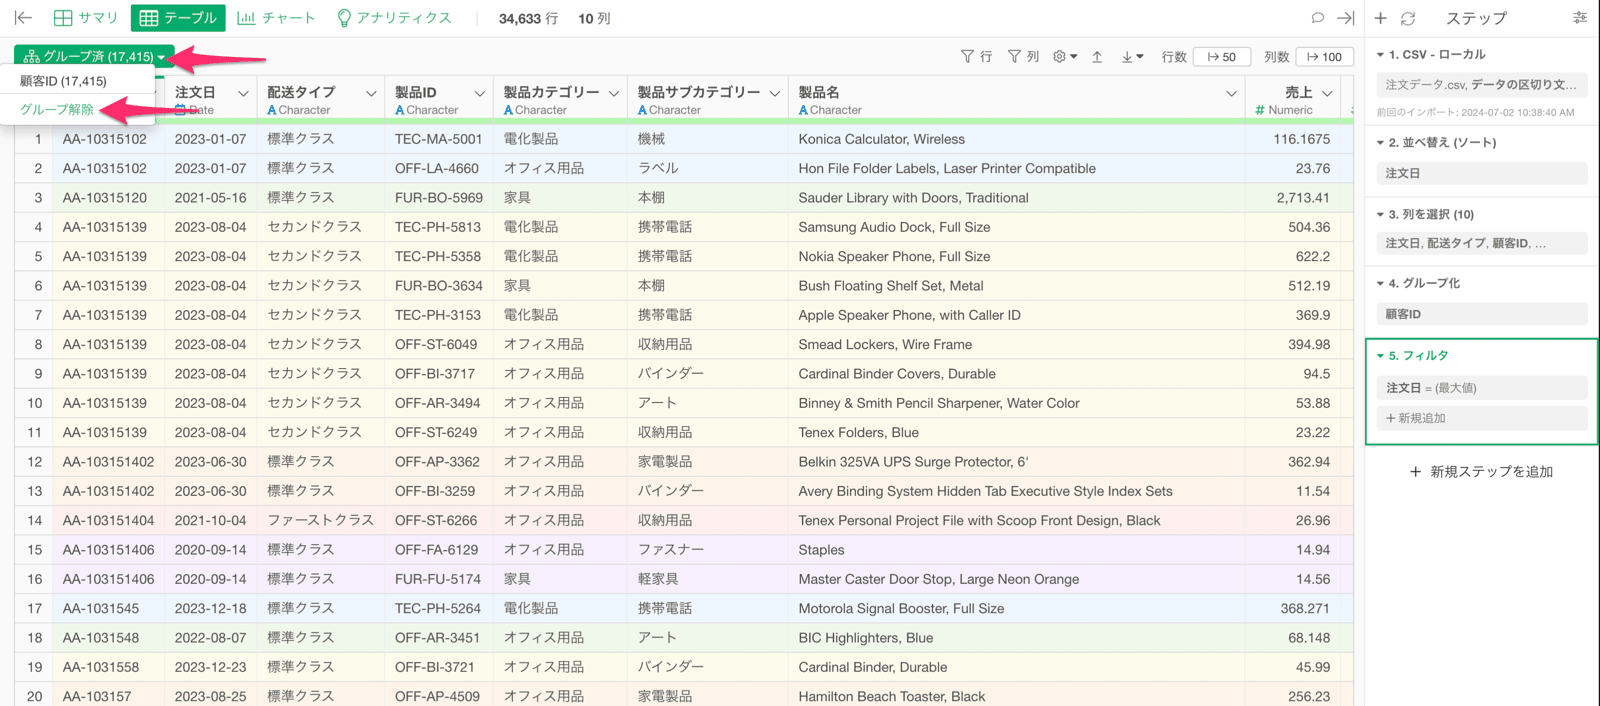 サマリ テーブル チャート アナリティクス 34,633 行 10 列
グループ済 (17,415) 行 列 行数 50 列数 100
顧客ID (17,415)
グループ解除
注文日 配送タイプ 製品ID 製品カテゴリー 製品サブカテゴリー 製品名 売上
Date Character Character Character Character Character # Numeric
1 AA-10315102 2023-01-07 標準クラス TEC-MA-5001 電化製品 機械 Konica Calculator, Wireless 116.1675
2 AA-10315102 2023-01-07 標準クラス OFF-LA-4660 オフィス用品 ラベル Hon File Folder Labels, Laser Printer Compatible 23.76
3 AA-10315120 2021-05-16 標準クラス FUR-BO-5969 家具 本棚 Sauder Library with Doors, Traditional 2,713.41
4 AA-10315139 2023-08-04 セカンドクラス TEC-PH-5813 電化製品 携帯電話 Samsung Audio Dock, Full Size 504.36
5 AA-10315139 2023-08-04 セカンドクラス TEC-PH-5358 電化製品 携帯電話 Nokia Speaker Phone, Full Size 622.2
6 AA-10315139 2023-08-04 セカンドクラス FUR-BO-3634 家具 本棚 Bush Floating Shelf Set, Metal 512.19
7 AA-10315139 2023-08-04 セカンドクラス TEC-PH-3153 電化製品 携帯電話 Apple Speaker Phone, with Caller ID 369.9
8 AA-10315139 2023-08-04 セカンドクラス OFF-ST-6049 オフィス用品 収納用品 Smead Lockers, Wire Frame 394.98
9 AA-10315139 2023-08-04 セカンドクラス OFF-BI-3717 オフィス用品 バインダー Cardinal Binder Covers, Durable 94.5
10 AA-10315139 2023-08-04 セカンドクラス OFF-AR-3494 オフィス用品 アート Binney & Smith Pencil Sharpener, Water Color 53.88
11 AA-10315139 2023-08-04 セカンドクラス OFF-ST-6249 オフィス用品 収納用品 Tenex Folders, Blue 23.22
12 AA-103151402 2023-06-30 標準クラス OFF-AP-3362 オフィス用品 家電製品 Belkin 325VA UPS Surge Protector, 6' 362.94
13 AA-103151402 2023-06-30 標準クラス OFF-BI-3259 オフィス用品 バインダー Avery Binding System Hidden Tab Executive Style Index Sets 11.54
14 AA-103151404 2021-10-04 ファーストクラス OFF-ST-6266 オフィス用品 収納用品 Tenex Personal Project File with Scoop Front Design, Black 26.96
15 AA-103151406 2020-09-14 標準クラス OFF-FA-6129 オフィス用品 ファスナー Staples 14.94
16 AA-103151406 2020-09-14 標準クラス FUR-FU-5174 家具 軽家具 Master Caster Door Stop, Large Neon Orange 14.56
17 AA-1031545 2023-12-18 標準クラス TEC-PH-5264 電化製品 携帯電話 Motorola Signal Booster, Full Size 368.271
18 AA-1031548 2022-08-07 標準クラス OFF-AR-3451 オフィス用品 アート BIC Highlighters, Blue 68.148
19 AA-1031558 2023-12-23 標準クラス OFF-BI-3721 オフィス用品 バインダー Cardinal Binder, Durable 45.99
20 AA-103157 2023-08-25 標準クラス OFF-AP-4509 オフィス用品 家電製品 Hamilton Beach Toaster, Black 256.23
ステップ
1. CSV - ローカル
注文データ.csv, データの区切り文...
前回のインポート: 2024-07-02 10:38:40 AM
2. 並べ替え (ソート)
注文日
3. 列を選択 (10)
注文日, 配送タイプ, 顧客ID, ...
4. グループ化
顧客ID
5. フィルタ
注文日 = (最大値)
+ 新規追加
+ 新規ステップを追加